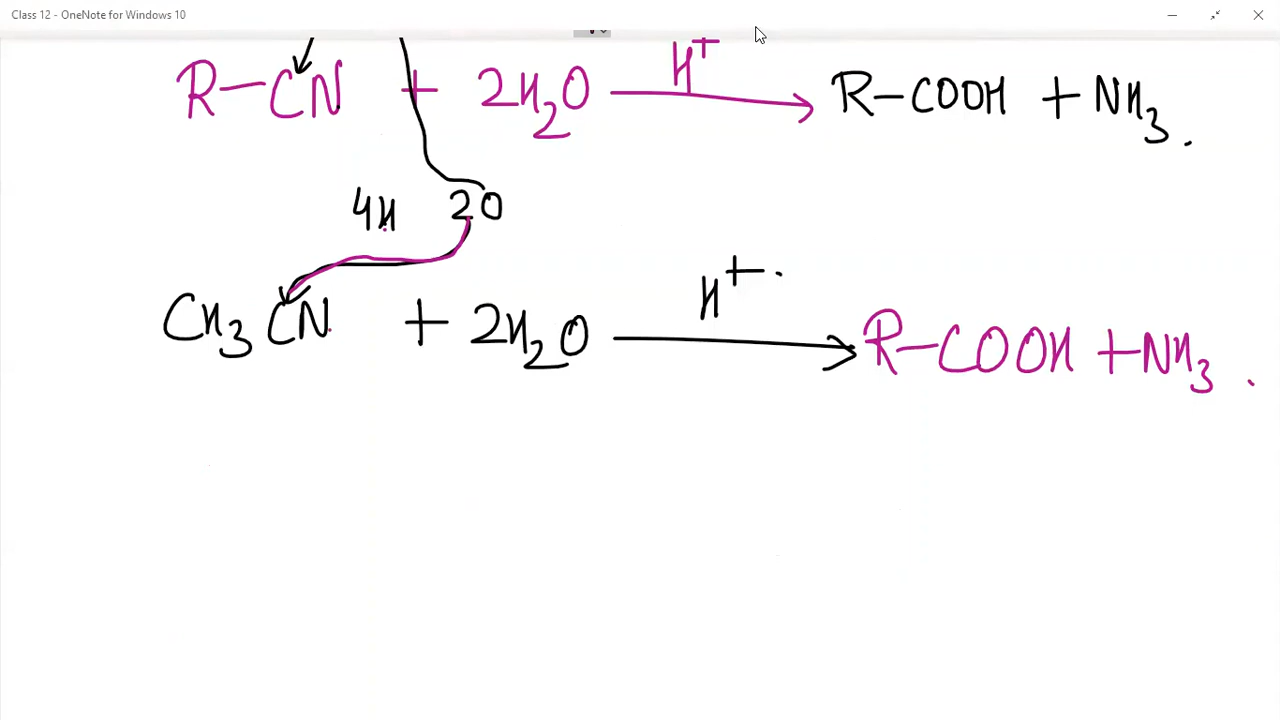 Class 12 - OneNote for Windows 10
R-CN + 2H2O H+ R-COOH + NH3.
4H 2O
CH3CN + 2H2O H+. R-COOH + NH3.